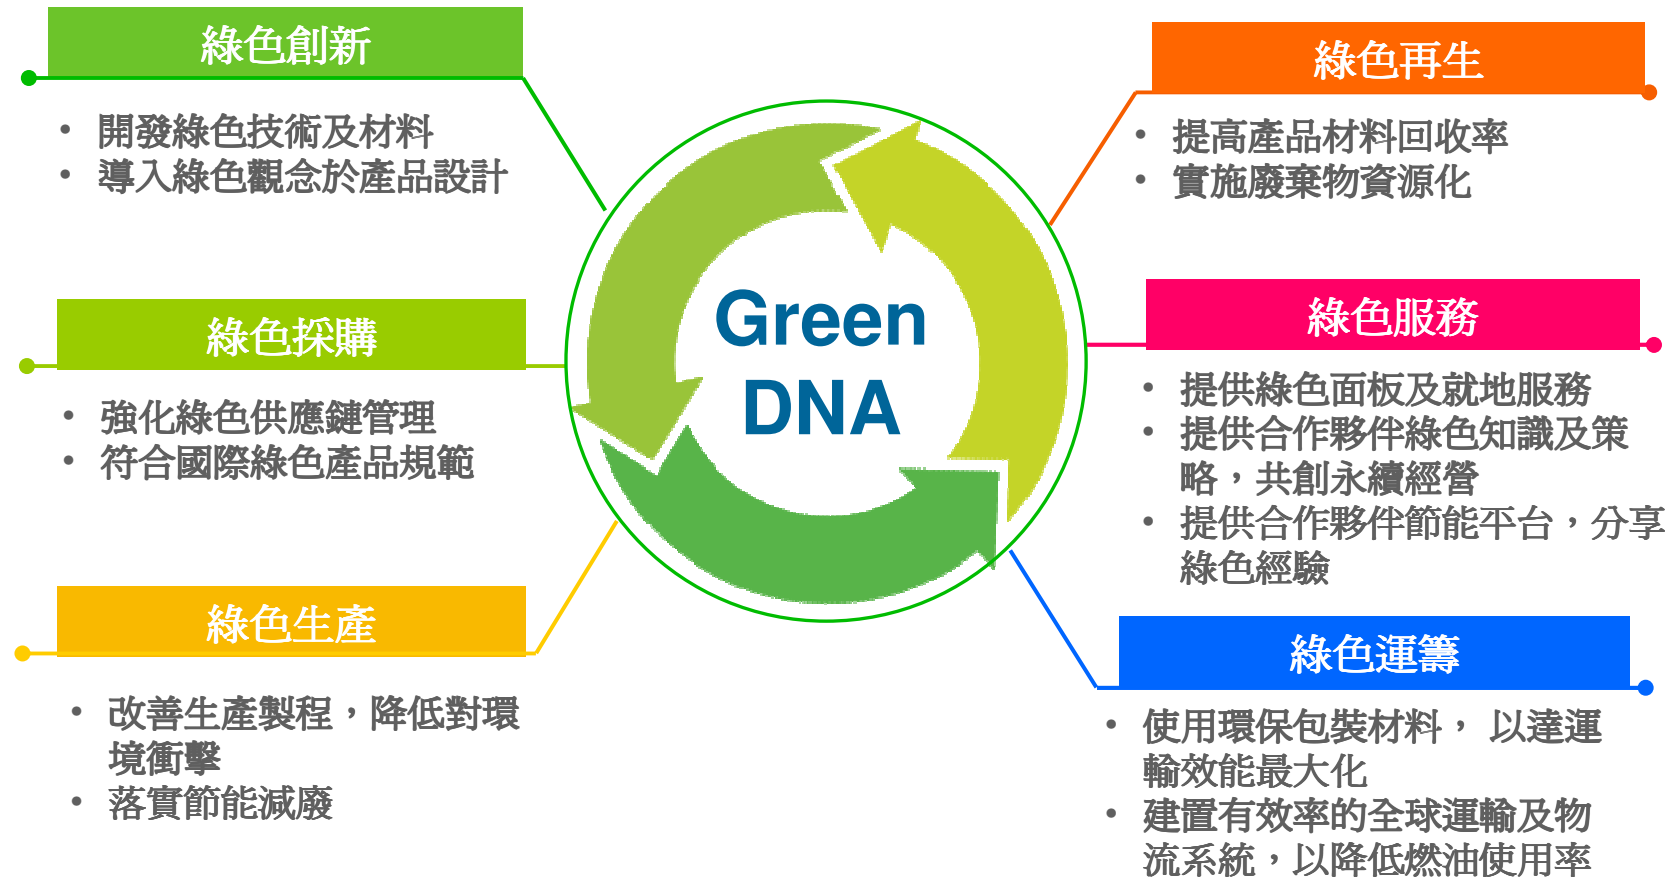 綠色創新
• 開發綠色技術及材料
• 導入綠色觀念於產品設計
綠色採購
• 強化綠色供應鏈管理
• 符合國際綠色產品規範
綠色生產
• 改善生產製程，降低對環
境衝擊
• 落實節能減廢
Green
DNA
綠色再生
• 提高產品材料回收率
• 實施廢棄物資源化
綠色服務
• 提供綠色面板及就地服務
• 提供合作夥伴綠色知識及策
略，共創永續經營
• 提供合作夥伴節能平台，分享
綠色經驗
綠色運籌
• 使用環保包裝材料， 以達運
輸效能最大化
• 建置有效率的全球運輸及物
流系統，以降低燃油使用率